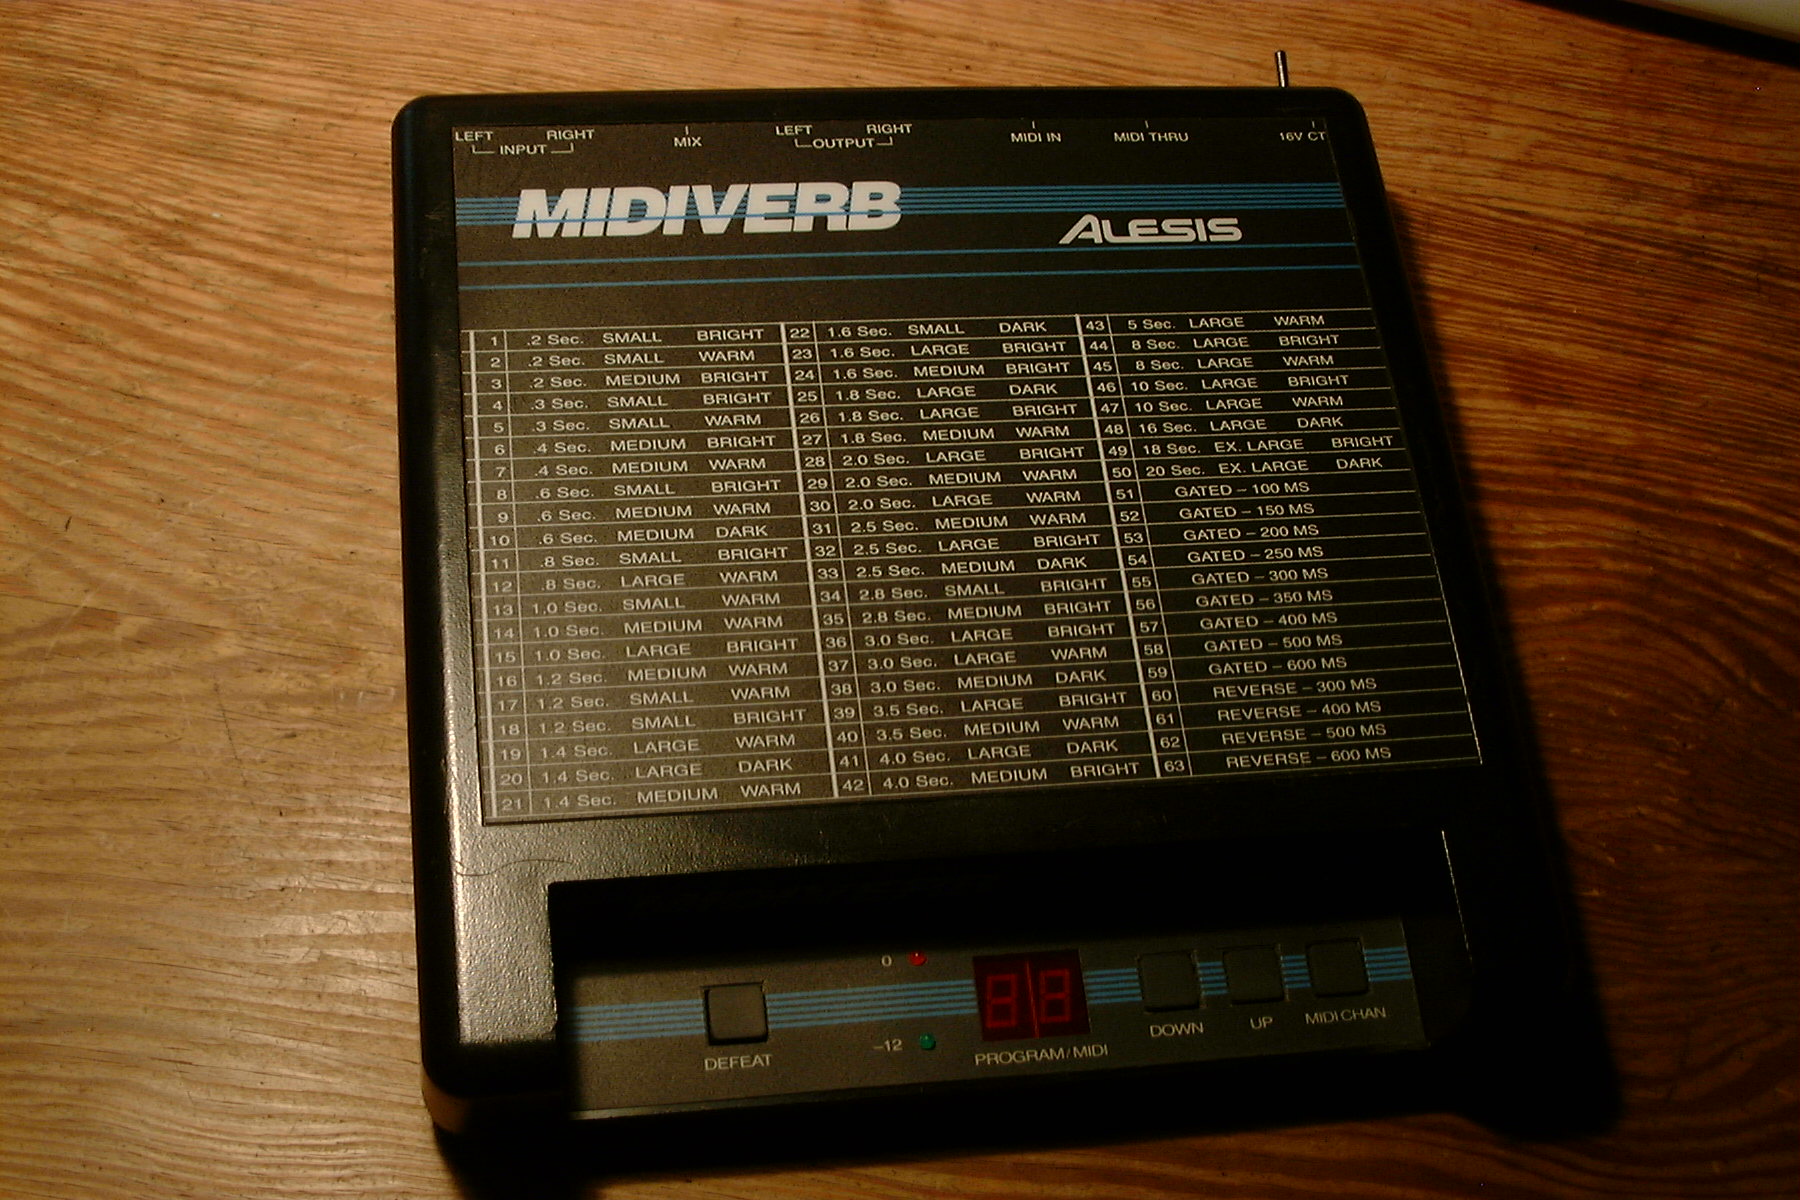 LEFT RIGHT MIX LEFT RIGHT MIDI IN MIDI THRU 16V CT
INPUT OUTPUT
MIDIVERB
ALESIS
1 .2 Sec. SMALL BRIGHT
2 .2 Sec. SMALL WARM
3 .2 Sec. MEDIUM BRIGHT
4 .3 Sec. SMALL BRIGHT
5 .3 Sec. SMALL WARM
6 .4 Sec. MEDIUM BRIGHT
7 .4 Sec. MEDIUM WARM
8 .6 Sec. SMALL BRIGHT
9 .6 Sec. MEDIUM WARM
10 .6 Sec. MEDIUM DARK
11 .8 Sec. SMALL BRIGHT
12 .8 Sec. LARGE WARM
13 1.0 Sec. SMALL WARM
14 1.0 Sec. MEDIUM WARM
15 1.0 Sec. LARGE BRIGHT
16 1.2 Sec. MEDIUM WARM
17 1.2 Sec. SMALL WARM
18 1.2 Sec. SMALL BRIGHT
19 1.4 Sec. LARGE WARM
20 1.4 Sec. LARGE DARK
21 1.4 Sec. MEDIUM WARM
22 1.6 Sec. SMALL DARK
23 1.6 Sec. LARGE BRIGHT
24 1.6 Sec. MEDIUM BRIGHT
25 1.8 Sec. LARGE DARK
26 1.8 Sec. LARGE BRIGHT
27 1.8 Sec. MEDIUM WARM
28 2.0 Sec. LARGE BRIGHT
29 2.0 Sec. MEDIUM WARM
30 2.0 Sec. LARGE WARM
31 2.5 Sec. MEDIUM WARM
32 2.5 Sec. LARGE BRIGHT
33 2.5 Sec. MEDIUM DARK
34 2.8 Sec. SMALL BRIGHT
35 2.8 Sec. MEDIUM BRIGHT
36 3.0 Sec. LARGE BRIGHT
37 3.0 Sec. LARGE WARM
38 3.0 Sec. MEDIUM DARK
39 3.5 Sec. LARGE BRIGHT
40 3.5 Sec. MEDIUM WARM
41 4.0 Sec. LARGE DARK
42 4.0 Sec. MEDIUM BRIGHT
43 5 Sec. LARGE WARM
44 8 Sec. LARGE BRIGHT
45 8 Sec. LARGE WARM
46 10 Sec. LARGE BRIGHT
47 10 Sec. LARGE WARM
48 16 Sec. LARGE DARK
49 18 Sec. EX. LARGE BRIGHT
50 20 Sec. EX. LARGE DARK
51 GATED – 100 MS
52 GATED – 150 MS
53 GATED – 200 MS
54 GATED – 250 MS
55 GATED – 300 MS
56 GATED – 350 MS
57 GATED – 400 MS
58 GATED – 500 MS
59 GATED – 600 MS
60 REVERSE – 300 MS
61 REVERSE – 400 MS
62 REVERSE – 500 MS
63 REVERSE – 600 MS
0
–12
DEFEAT
PROGRAM/MIDI
DOWN UP MIDI CHAN